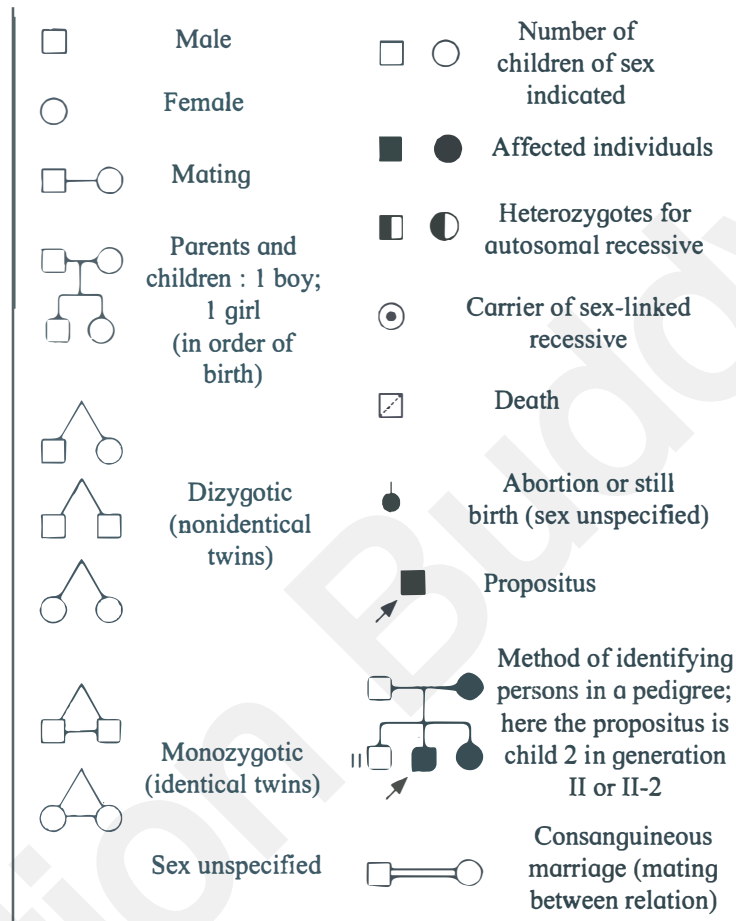 Male
Female
Mating
Parents and
children : 1 boy;
1 girl
(in order of
birth)
Dizygotic
(nonidentical
twins)
Monozygotic
(identical twins)
Sex unspecified
Number of
children of sex
indicated
Affected individuals
Heterozygotes for
autosomal recessive
Carrier of sex-linked
recessive
Death
Abortion or still
birth (sex unspecified)
Propositus
Method of identifying
persons in a pedigree;
here the propositus is
child 2 in generation
II or II-2
II
Consanguineous
marriage (mating
between relation)